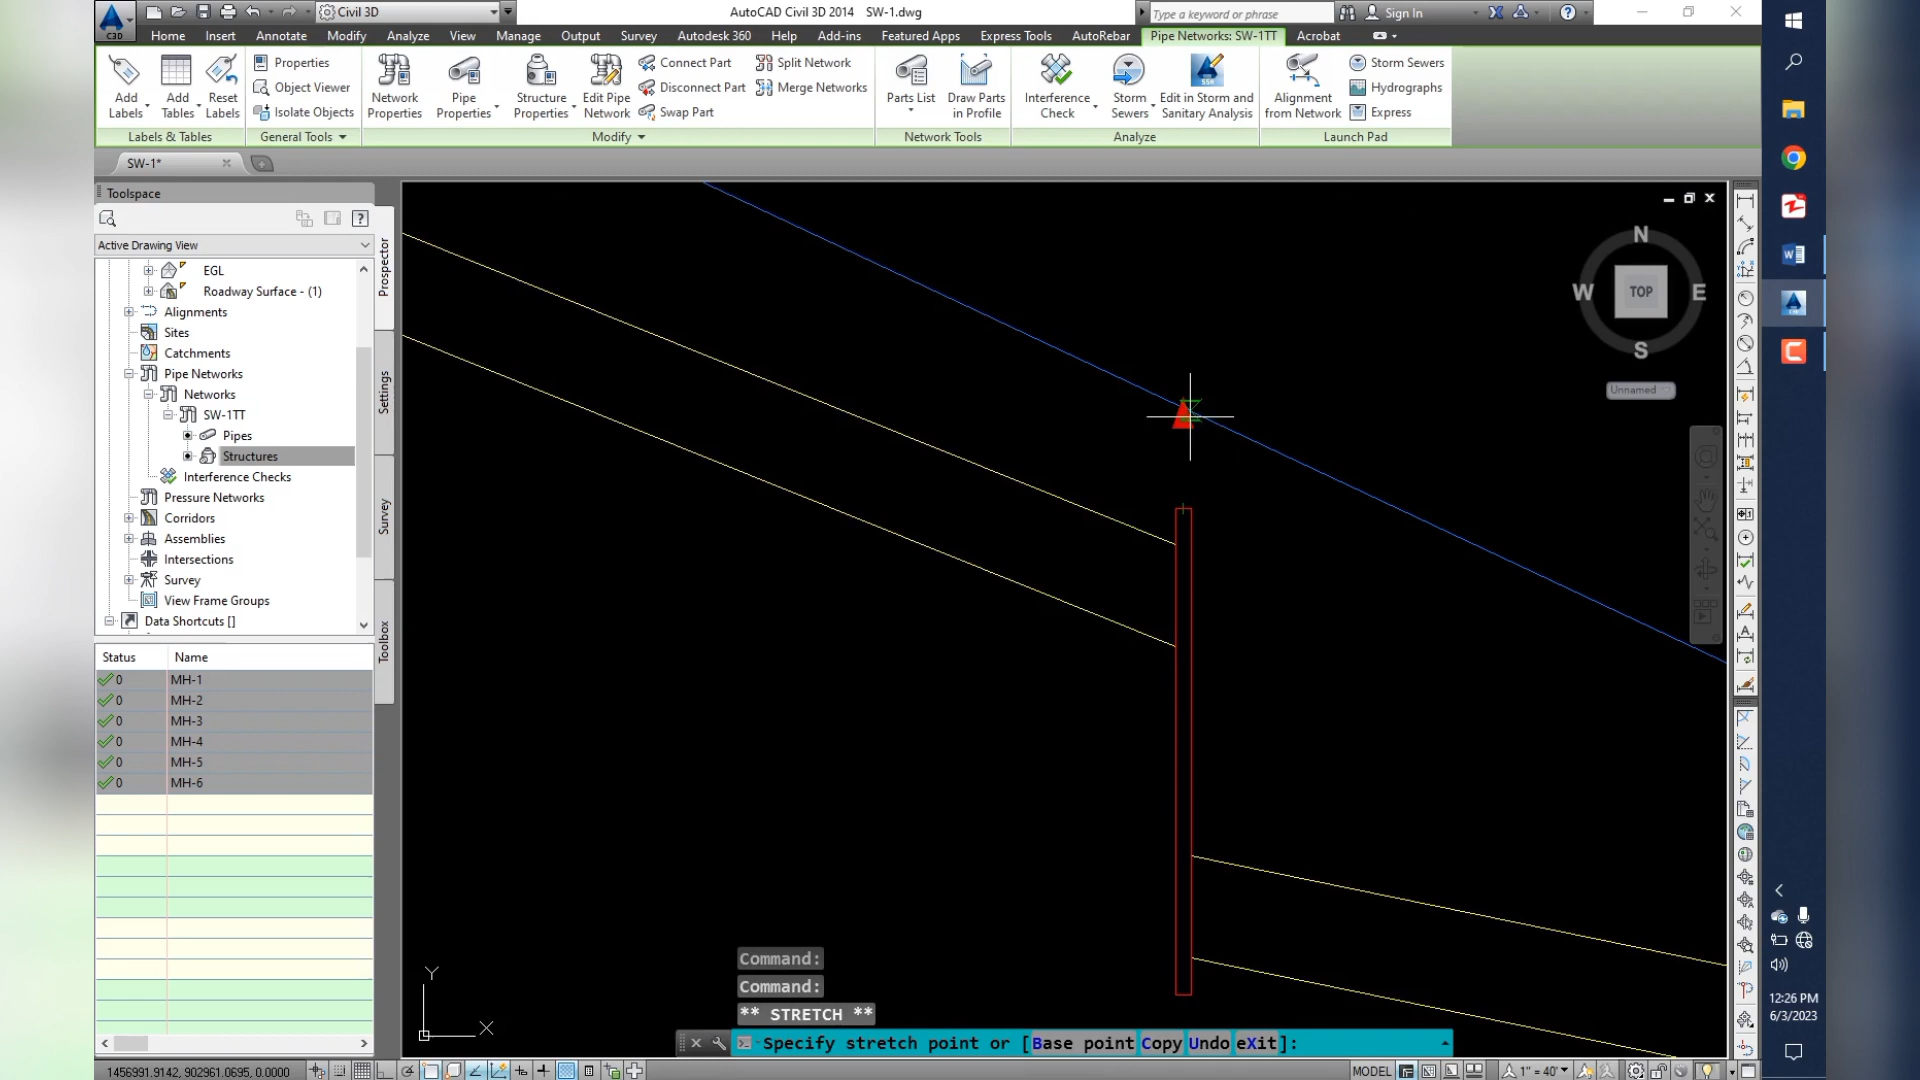 Civil 3D
AutoCAD Civil 3D 2014 SW-1.dwg
Type a keyword or phrase
Sign In
C3D
Home Insert Annotate Modify Analyze View Manage Output Survey Autodesk 360 Help Add-ins Featured Apps Express Tools AutoRebar Pipe Networks: SW-1TT Acrobat
Add Labels
Add Tables
Reset Labels
Properties
Object Viewer
Isolate Objects
Network Properties
Pipe Properties
Structure Properties
Edit Pipe Network
Connect Part
Disconnect Part
Swap Part
Split Network
Merge Networks
Parts List
Draw Parts in Profile
Interference Check
Storm Sewers
Edit in Storm and Sanitary Analysis
Alignment from Network
Storm Sewers
Hydrographs
Express
Labels & Tables General Tools Modify Network Tools Analyze Launch Pad
SW-1*
Toolspace
Active Drawing View
EGL
Roadway Surface - (1)
Alignments
Sites
Catchments
Pipe Networks
Networks
SW-1TT
Pipes
Structures
Interference Checks
Pressure Networks
Corridors
Assemblies
Intersections
Survey
View Frame Groups
Data Shortcuts []
Prospector
Settings
Survey
Toolbox
Status Name
0 MH-1
0 MH-2
0 MH-3
0 MH-4
0 MH-5
0 MH-6
N
W TOP E
S
Unnamed
Y
X
Command:
Command:
** STRETCH **
Specify stretch point or [Base point Copy Undo eXit]:
1456991.9142, 902961.0695, 0.0000
MODEL
1" = 40'
12:26 PM
6/3/2023